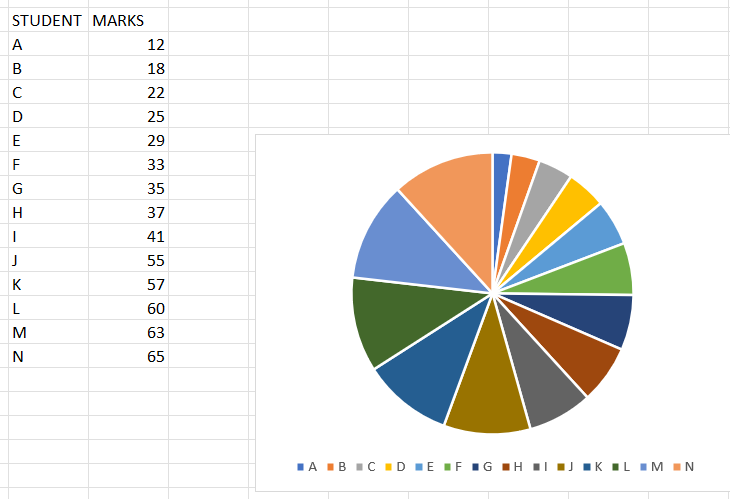 STUDENT MARKS
A 12
B 18
C 22
D 25
E 29
F 33
G 35
H 37
I 41
J 55
K 57
L 60
M 63
N 65
A B C D E F G H I J K L M N